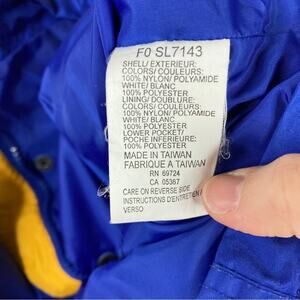 F0 SL7143
SHELL/EXTERIEUR:
COLORS/COULEURS:
100% NYLON/POLYAMIDE
WHITE/BLANC
100% POLYESTER
LINING/DOUBLURE:
COLORS/COULEURS:
100% NYLON/POLYAMIDE
WHITE/BLANC
100% POLYESTER
LOWER POCKET/
POCHE INFERIEURE:
100% POLYESTER
MADE IN TAIWAN
FABRIQUE A TAIWAN
RN 69724
CA 05367
CARE ON REVERSE SIDE
INSTRUCTIONS D'ENTRETIEN
VERSO